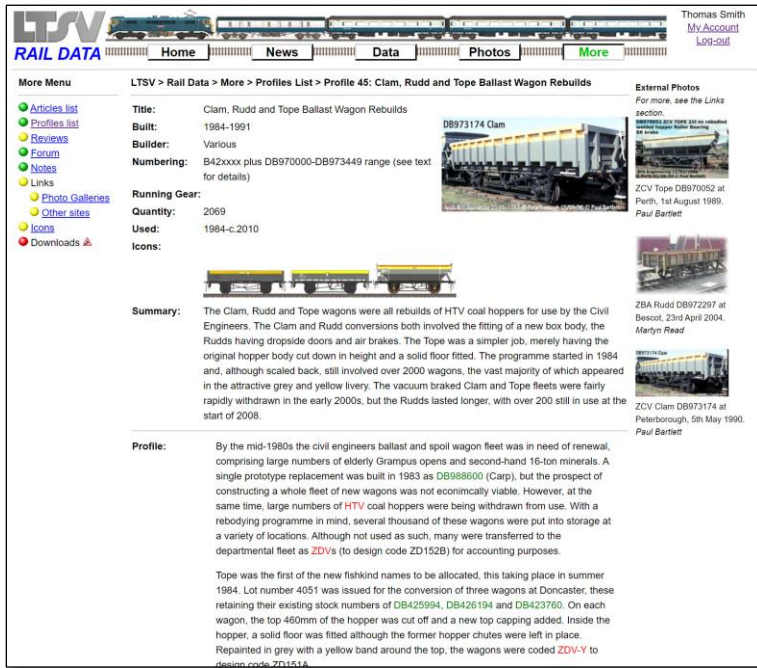 LTSV
RAIL DATA
Home
News
Data
Photos
More
Thomas Smith
My Account
Log-out
More Menu
Articles list
Profiles list
Reviews
Forum
Notes
Links
Photo Galleries
Other sites
Icons
Downloads
LTSV > Rail Data > More > Profiles List > Profile 45: Clam, Rudd and Tope Ballast Wagon Rebuilds
Title: Clam, Rudd and Tope Ballast Wagon Rebuilds
Built: 1984-1991
Builder: Various
Numbering: B42xxxx plus DB970000-DB973449 range (see text
for details)
Running Gear:
Quantity: 2069
Used: 1984-c.2010
Icons:
DB973174 Clam
Summary: The Clam, Rudd and Tope wagons were all rebuilds of HTV coal hoppers for use by the Civil
Engineers. The Clam and Rudd conversions both involved the fitting of a new box body, the
Rudds having dropside doors and air brakes. The Tope was a simpler job, merely having the
original hopper body cut down in height and a solid floor fitted. The programme started in 1984
and, although scaled back, still involved over 2000 wagons, the vast majority of which appeared
in the attractive grey and yellow livery. The vacuum braked Clam and Tope fleets were fairly
rapidly withdrawn in the early 2000s, but the Rudds lasted longer, with over 200 still in use at the
start of 2008.
Profile: By the mid-1980s the civil engineers ballast and spoil wagon fleet was in need of renewal,
comprising large numbers of elderly Grampus opens and second-hand 16-ton minerals. A
single prototype replacement was built in 1983 as DB988600 (Carp), but the prospect of
constructing a whole fleet of new wagons was not econimcally viable. However, at the
same time, large numbers of HTV coal hoppers were being withdrawn from use. With a
rebodying programme in mind, several thousand of these wagons were put into storage at
a variety of locations. Although not used as such, many were transferred to the
departmental fleet as ZDVs (to design code ZD152B) for accounting purposes.
Tope was the first of the new fishkind names to be allocated, this taking place in summer
1984. Lot number 4051 was issued for the conversion of three wagons at Doncaster, these
retaining their existing stock numbers of DB425994, DB426194 and DB423760. On each
wagon, the top 460mm of the hopper was cut off and a new top capping added. Inside the
hopper, a solid floor was fitted although the former hopper chutes were left in place.
Repainted in grey with a yellow band around the top, the wagons were coded ZDV-Y to
design code ZD151A
External Photos
For more, see the Links
section.
ZCV Tope DB970052 at
Perth, 1st August 1989.
Paul Bartlett
ZBA Rudd DB972297 at
Bescot, 23rd April 2004.
Martyn Read
DB973174 Clam
ZCV Clam DB973174 at
Peterborough, 5th May 1990.
Paul Bartlett